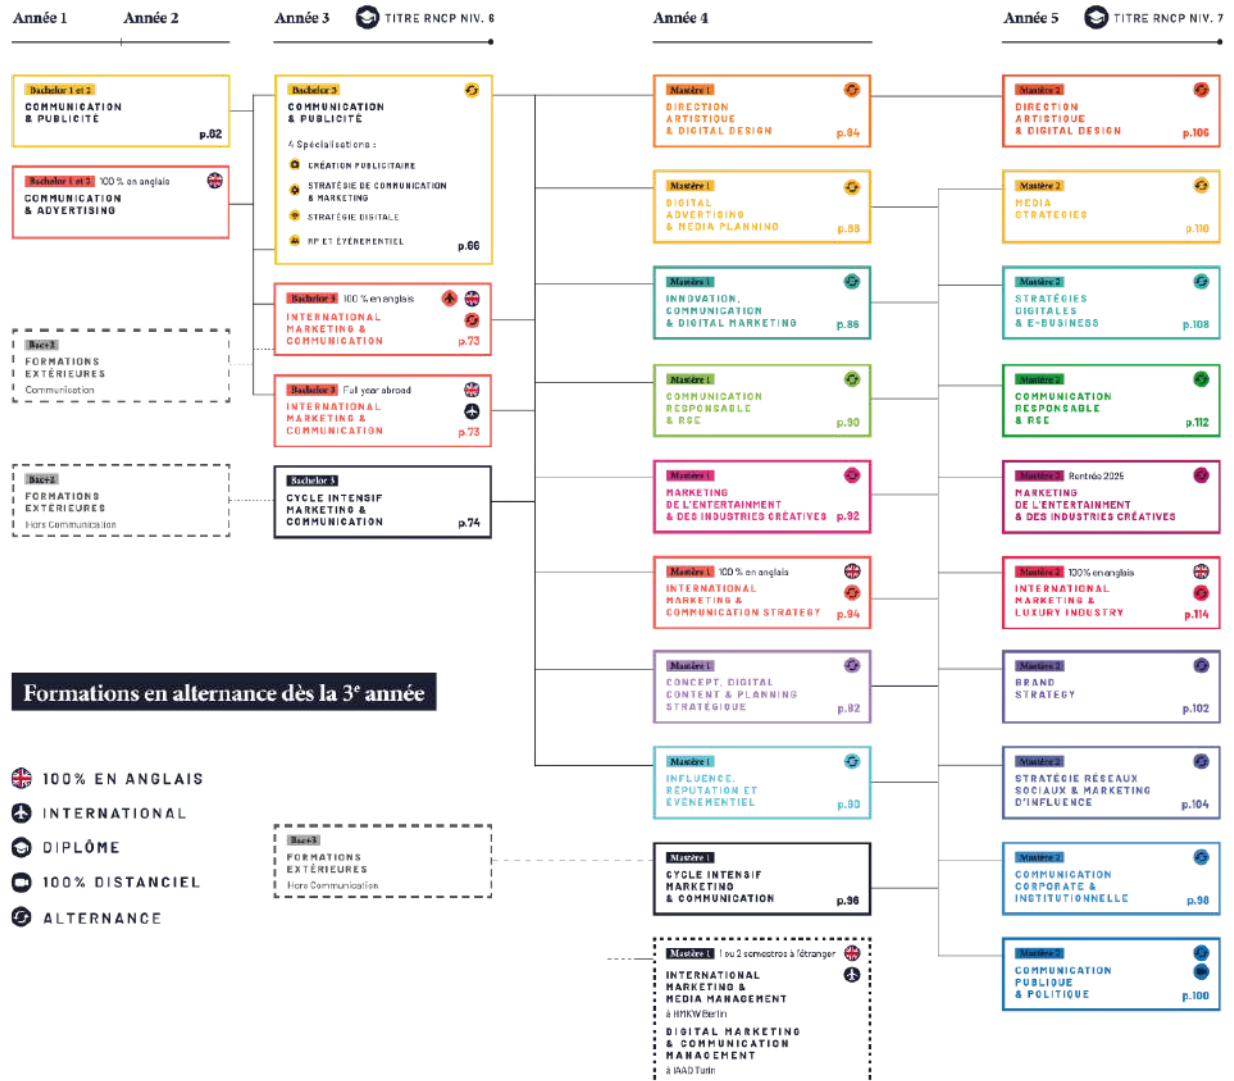 Année 1
Année 2
Année 3
TITRE RNCP NIV. 6
Année 4
Année 5
TITRE RNCP NIV. 7
Bachelor 1 et 2
COMMUNICATION
& PUBLICITÉ
p.62
Bachelor 1 et 2 100 % en anglais
COMMUNICATION
& ADVERTISING
Bac+2
FORMATIONS
EXTÉRIEURES
Communication
Bac+2
FORMATIONS
EXTÉRIEURES
Hors Communication
Bachelor 3
COMMUNICATION
& PUBLICITÉ
4 Spécialisations :
CRÉATION PUBLICITAIRE
STRATÉGIE DE COMMUNICATION
& MARKETING
STRATÉGIE DIGITALE
RP ET ÉVÉNEMENTIEL
p.66
Bachelor 3 100 % en anglais
INTERNATIONAL
MARKETING &
COMMUNICATION
p.73
Bachelor 3 Full year abroad
INTERNATIONAL
MARKETING &
COMMUNICATION
p.73
Bachelor 3
CYCLE INTENSIF
MARKETING &
COMMUNICATION
p.74
Bac+3
FORMATIONS
EXTÉRIEURES
Hors Communication
Mastère 1
DIRECTION
ARTISTIQUE
& DIGITAL DESIGN
p.84
Mastère 1
DIGITAL
ADVERTISING
& MEDIA PLANNING
p.88
Mastère 1
INNOVATION,
COMMUNICATION
& DIGITAL MARKETING
p.86
Mastère 1
COMMUNICATION
RESPONSABLE
& RSE
p.90
Mastère 1
MARKETING
DE L'ENTERTAINMENT
& DES INDUSTRIES CRÉATIVES
p.92
Mastère 1 100 % en anglais
INTERNATIONAL
MARKETING &
COMMUNICATION STRATEGY
p.94
Mastère 1
CONCEPT, DIGITAL
CONTENT & PLANNING
STRATÉGIQUE
p.82
Mastère 1
INFLUENCE,
RÉPUTATION ET
ÉVÉNEMENTIEL
p.80
Mastère 1
CYCLE INTENSIF
MARKETING
& COMMUNICATION
p.96
Mastère 1 1 ou 2 semestres à l'étranger
INTERNATIONAL
MARKETING &
MEDIA MANAGEMENT
à HMKW Berlin
DIGITAL MARKETING
& COMMUNICATION
MANAGEMENT
à IAAD Turin
Mastère 2
DIRECTION
ARTISTIQUE
& DIGITAL DESIGN
p.106
Mastère 2
MEDIA
STRATEGIES
p.110
Mastère 2
STRATÉGIES
DIGITALES
& E-BUSINESS
p.108
Mastère 2
COMMUNICATION
RESPONSABLE
& RSE
p.112
Mastère 2 Rentrée 2025
MARKETING
DE L'ENTERTAINMENT
& DES INDUSTRIES CRÉATIVES
Mastère 2 100% en anglais
INTERNATIONAL
MARKETING &
LUXURY INDUSTRY
p.114
Mastère 2
BRAND
STRATEGY
p.102
Mastère 2
STRATÉGIE RÉSEAUX
SOCIAUX & MARKETING
D'INFLUENCE
p.104
Mastère 2
COMMUNICATION
CORPORATE &
INSTITUTIONNELLE
p.98
Mastère 2
COMMUNICATION
PUBLIQUE
& POLITIQUE
p.100
Formations en alternance dès la 3e année
100% EN ANGLAIS
INTERNATIONAL
DIPLÔME
100% DISTANCIEL
ALTERNANCE